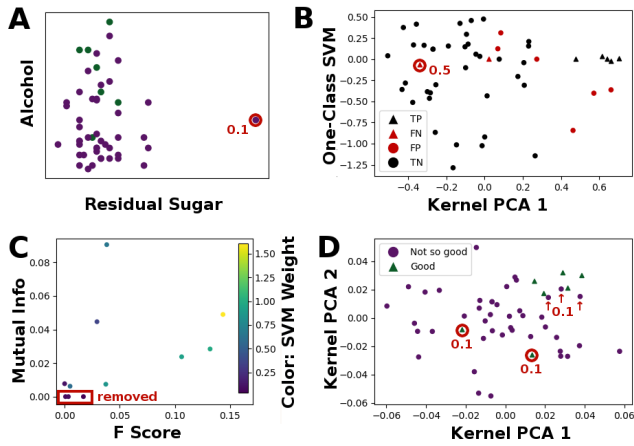 A
Alcohol
0.1
Residual Sugar
B
One-Class SVM
0.50
0.25
0.00
−0.25
−0.50
−0.75
−1.00
−1.25
0.5
TP
FN
FP
TN
−0.4 −0.2 0.0 0.2 0.4 0.6
Kernel PCA 1
C
Mutual Info
0.08
0.06
0.04
0.02
0.00
removed
0.00 0.05 0.10 0.15
F Score
1.50
1.25
1.00
0.75
0.50
0.25
Color: SVM Weight
D
Kernel PCA 2
0.04
0.02
0.00
−0.02
−0.04
−0.06
Not so good
Good
↑0.1↑ ↑
0.1
0.1
−0.06 −0.04 −0.02 0.00 0.02 0.04 0.06
Kernel PCA 1